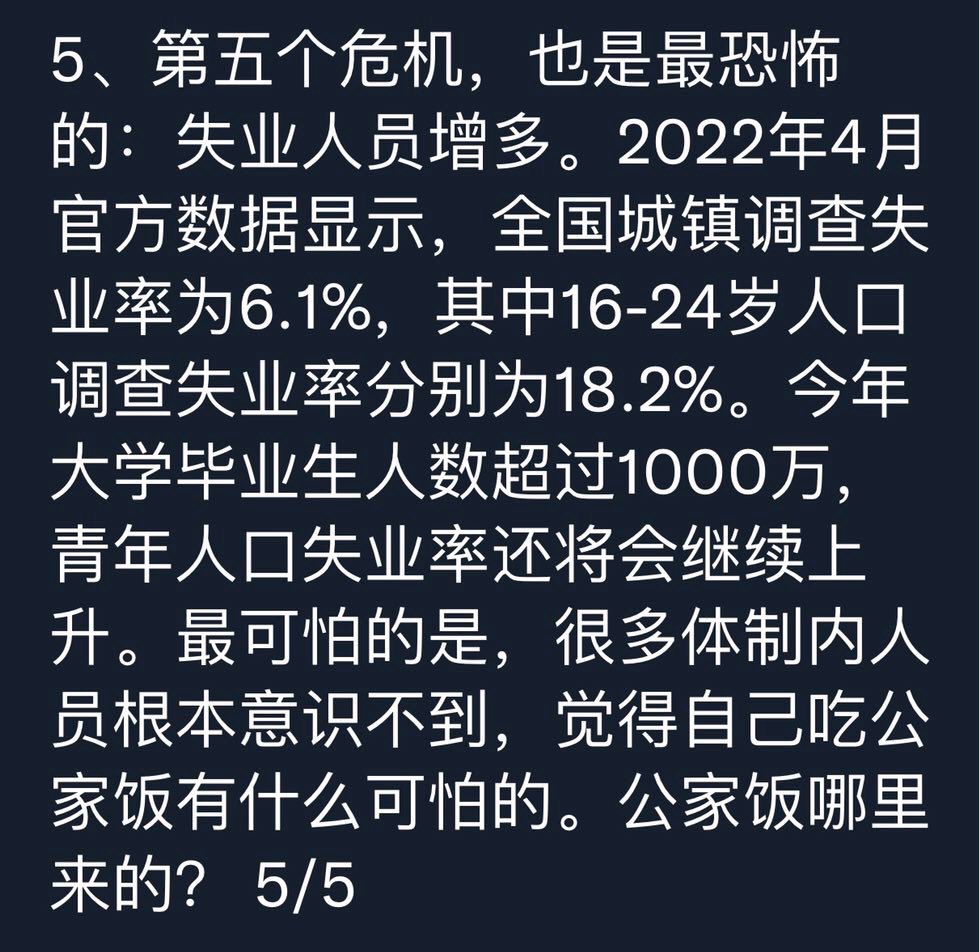 5、第五个危机，也是最恐怖
的：失业人员增多。2022年4月
官方数据显示，全国城镇调查失
业率为6.1%，其中16-24岁人口
调查失业率分别为18.2%。今年
大学毕业生人数超过1000万，
青年人口失业率还将会继续上
升。最可怕的是，很多体制内人
员根本意识不到，觉得自己吃公
家饭有什么可怕的。公家饭哪里
来的？ 5/5